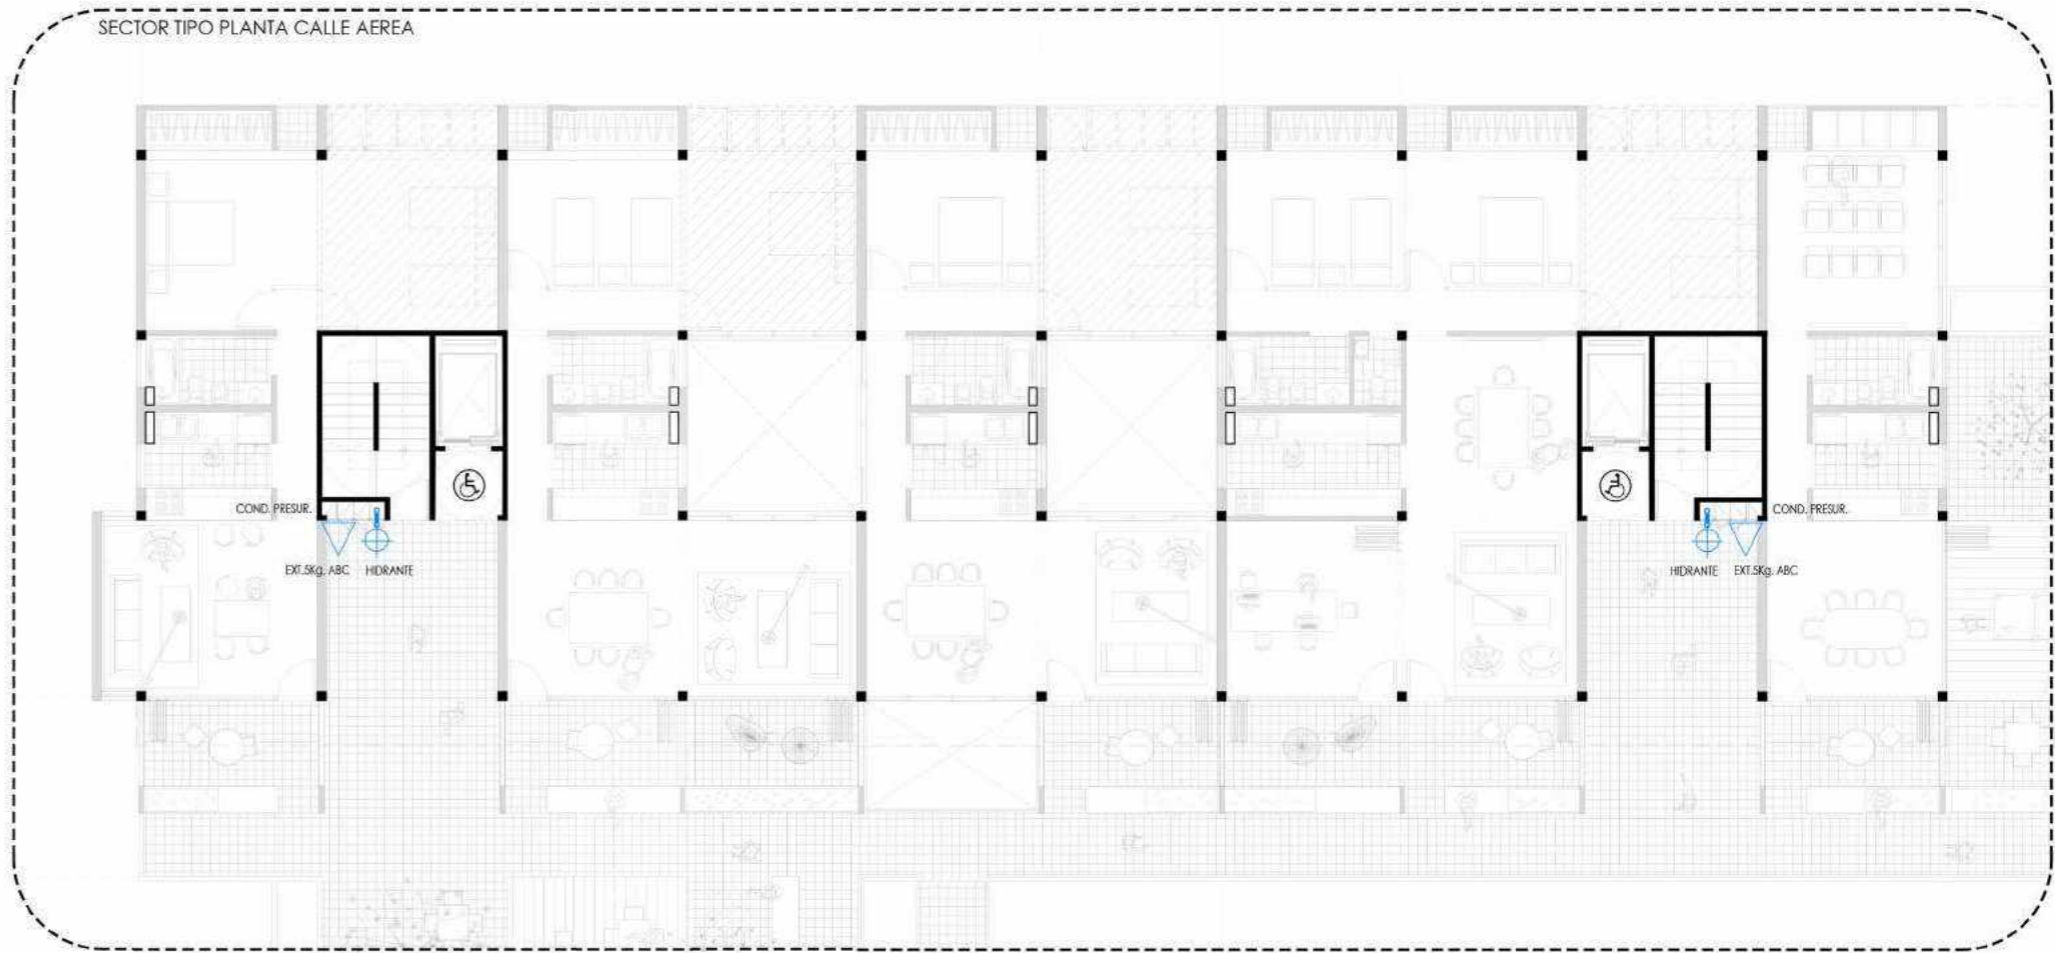 SECTOR TIPO PLANTA CALLE AEREA
COND. PRESUR.
COND. PRESUR.
EXT.5Kg. ABC HIDRANTE
HIDRANTE EXT.5Kg. ABC